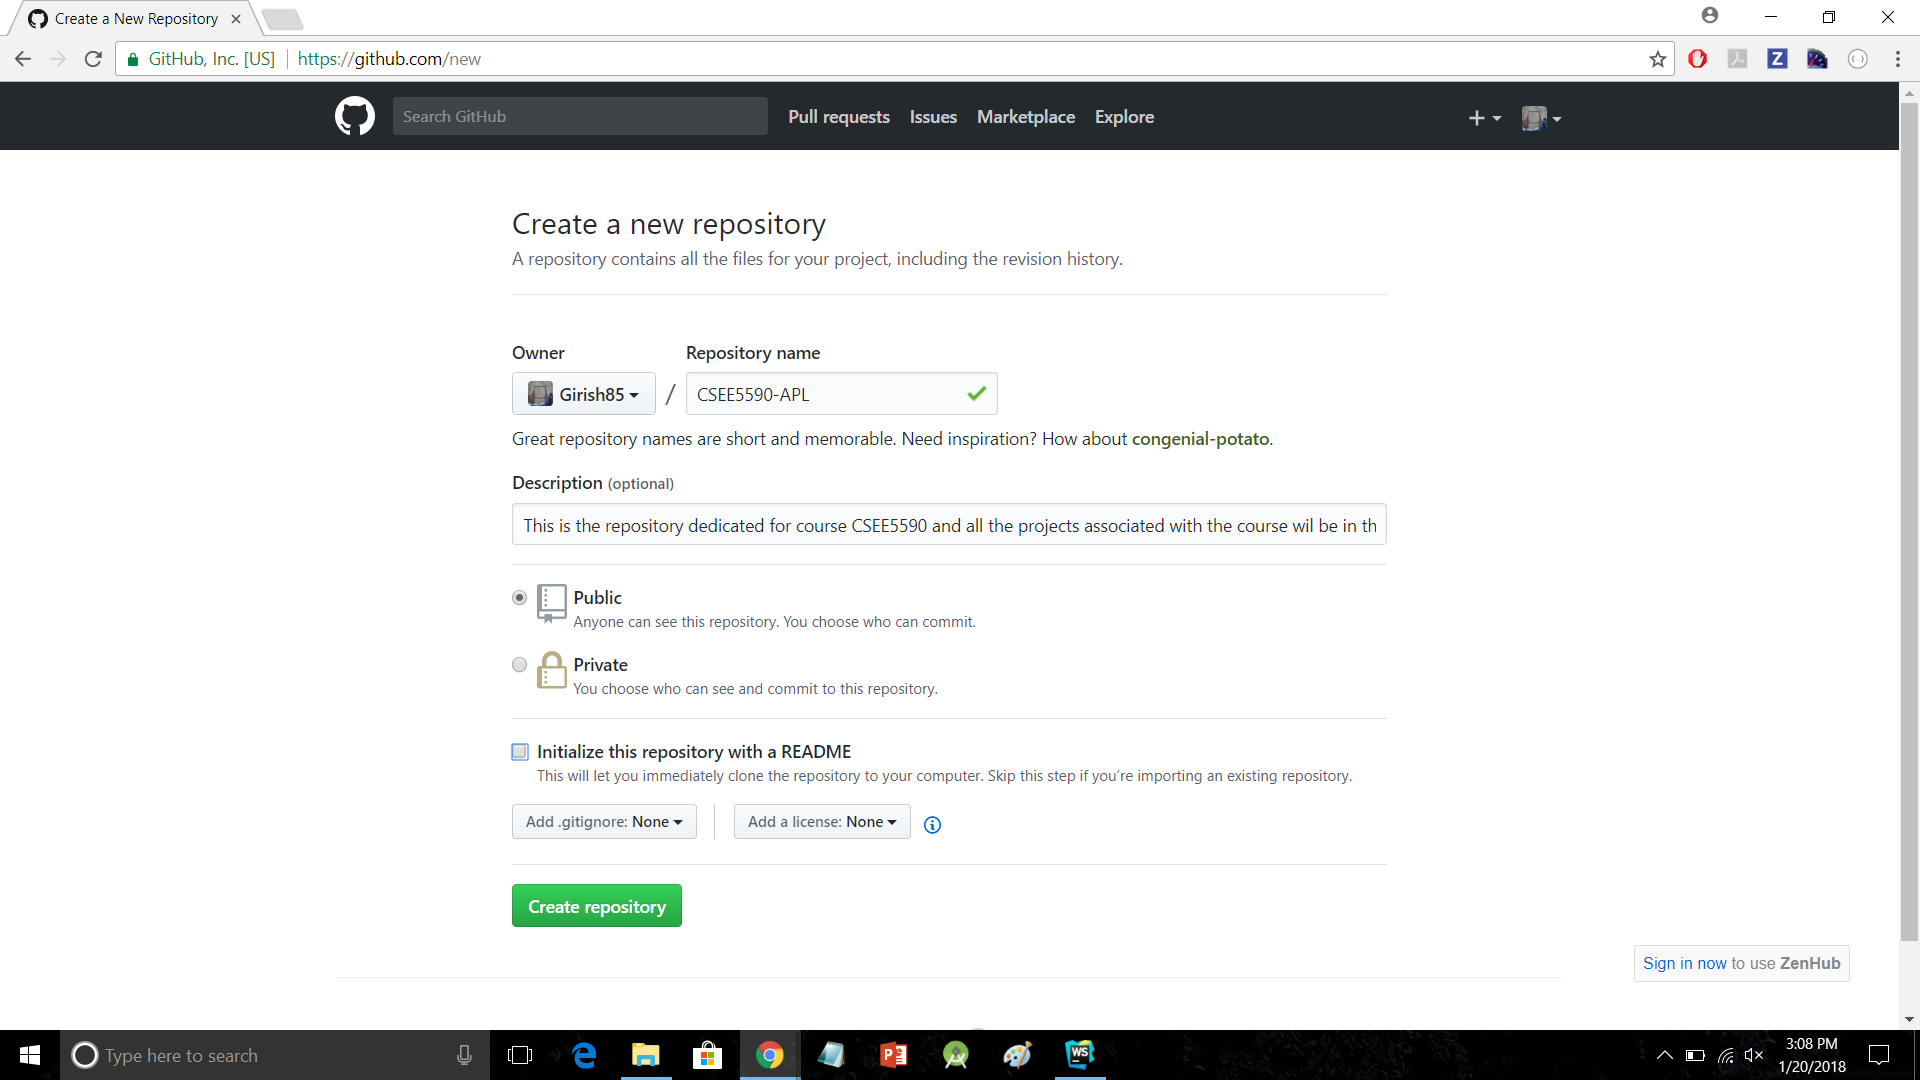 Create a New Repository
GitHub, Inc. [US] https://github.com/new
Search GitHub Pull requests Issues Marketplace Explore
Create a new repository
A repository contains all the files for your project, including the revision history.
Owner Repository name
Girish85 / CSEE5590-APL
Great repository names are short and memorable. Need inspiration? How about congenial-potato.
Description (optional)
This is the repository dedicated for course CSEE5590 and all the projects associated with the course wil be in th
Public
Anyone can see this repository. You choose who can commit.
Private
You choose who can see and commit to this repository.
Initialize this repository with a README
This will let you immediately clone the repository to your computer. Skip this step if you're importing an existing repository.
Add .gitignore: None Add a license: None
Create repository
Sign in now to use ZenHub
Type here to search
3:08 PM
1/20/2018